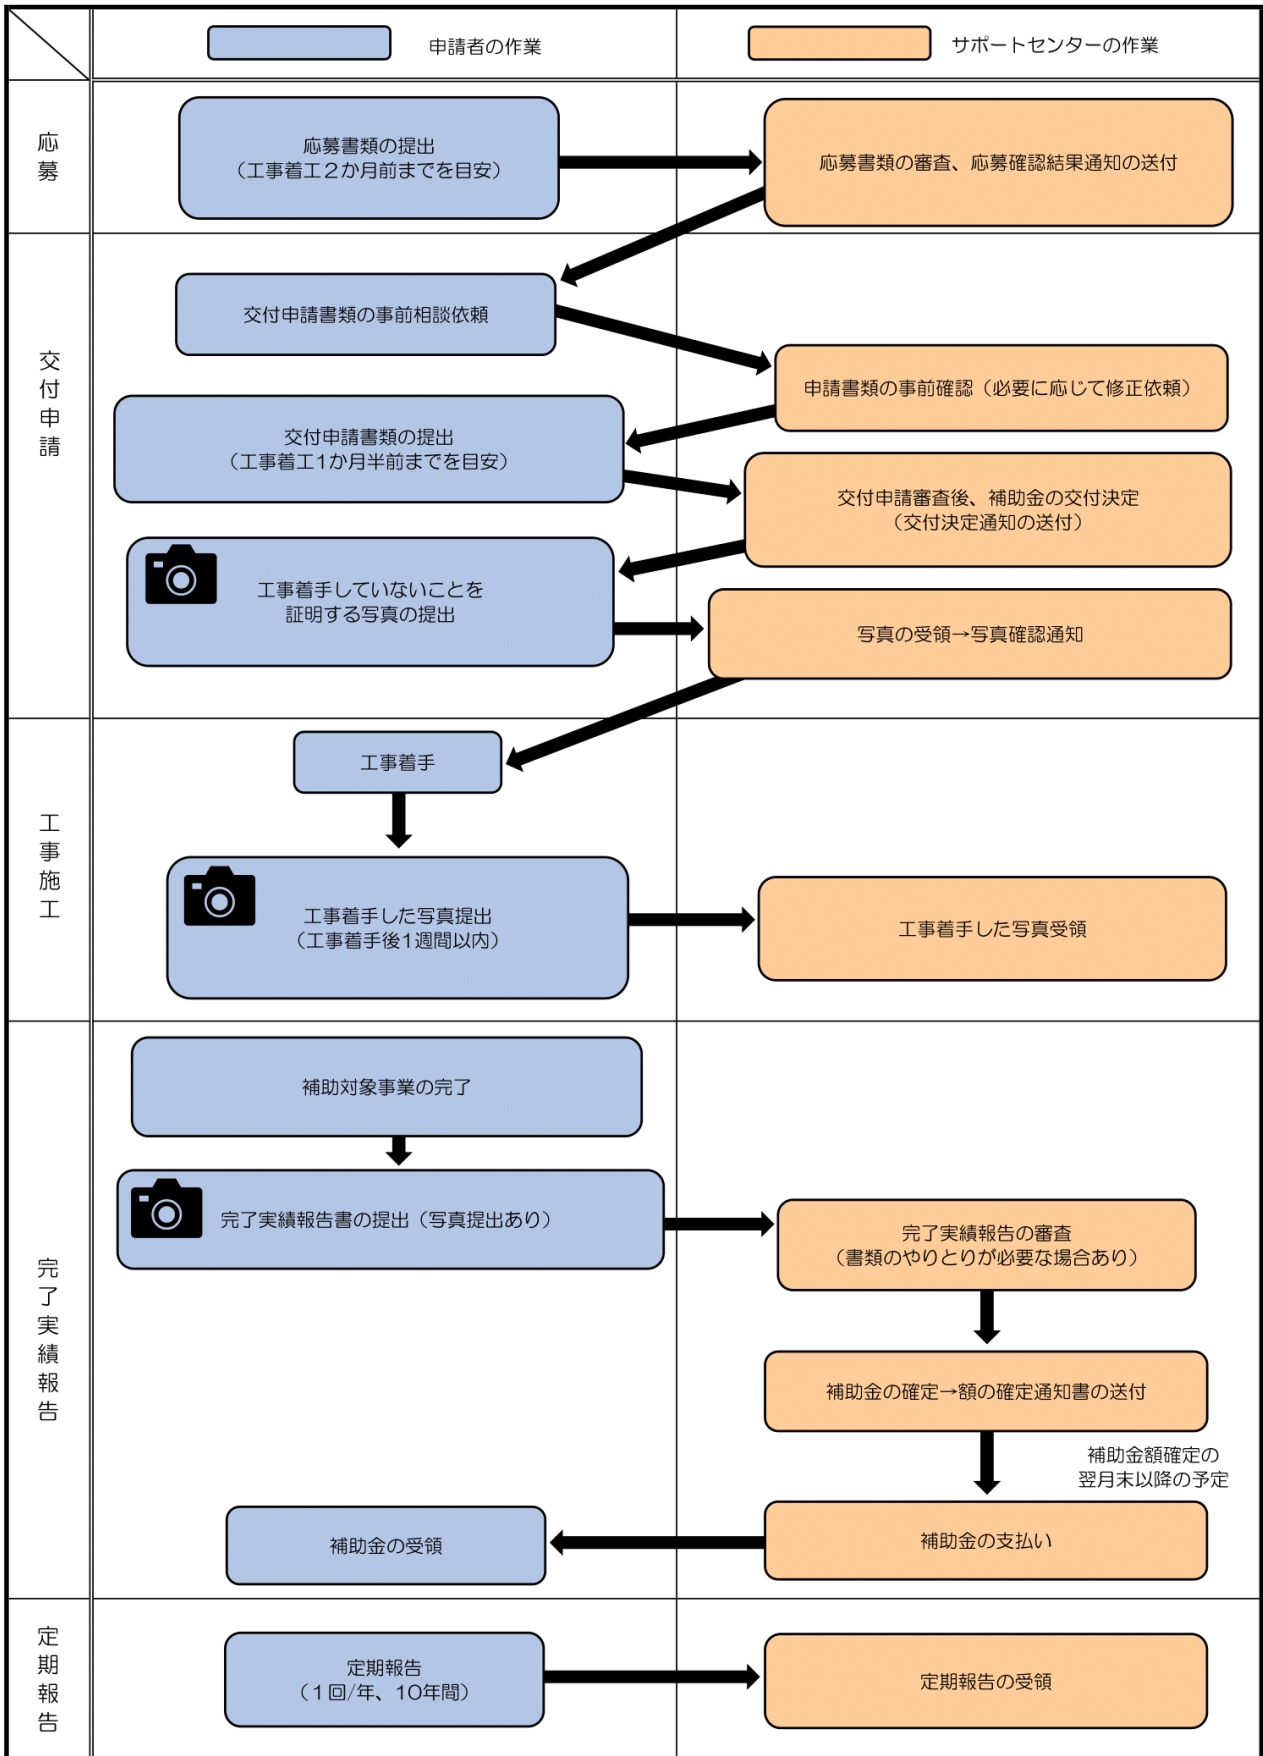 申請者の作業
サポートセンターの作業
応募
応募書類の提出
（工事着工２か月前までを目安）
応募書類の審査、応募確認結果通知の送付
交付申請
交付申請書類の事前相談依頼
申請書類の事前確認（必要に応じて修正依頼）
交付申請書類の提出
（工事着工1か月半前までを目安）
交付申請審査後、補助金の交付決定
（交付決定通知の送付）
工事着手していないことを
証明する写真の提出
写真の受領→写真確認通知
工事施工
工事着手
工事着手した写真提出
（工事着手後1週間以内）
工事着手した写真受領
完了実績報告
補助対象事業の完了
完了実績報告書の提出（写真提出あり）
完了実績報告の審査
（書類のやりとりが必要な場合あり）
補助金の確定→額の確定通知書の送付
補助金額確定の
翌月末以降の予定
補助金の受領
補助金の支払い
定期報告
定期報告
（１回/年、10年間）
定期報告の受領